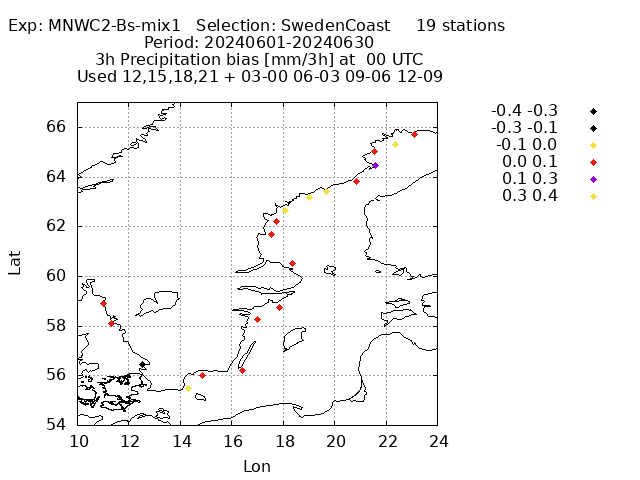 Exp: MNWC2-Bs-mix1 Selection: SwedenCoast 19 stations
Period: 20240601-20240630
3h Precipitation bias [mm/3h] at 00 UTC
Used 12,15,18,21 + 03-00 06-03 09-06 12-09
-0.4 -0.3
-0.3 -0.1
-0.1 0.0
0.0 0.1
0.1 0.3
0.3 0.4
66
64
62
60
58
56
54
10 12 14 16 18 20 22 24
Lat
Lon